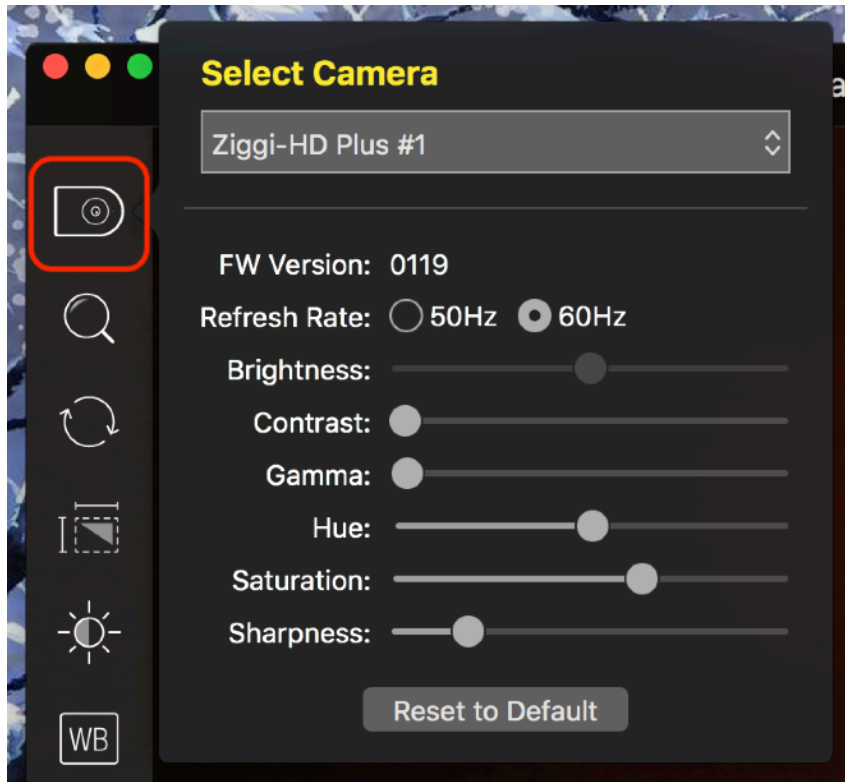 Select Camera
a
Ziggi-HD Plus #1
FW Version: 0119
Refresh Rate: 50Hz 60Hz
Brightness:
Contrast:
Gamma:
Hue:
Saturation:
Sharpness:
Reset to Default
WB